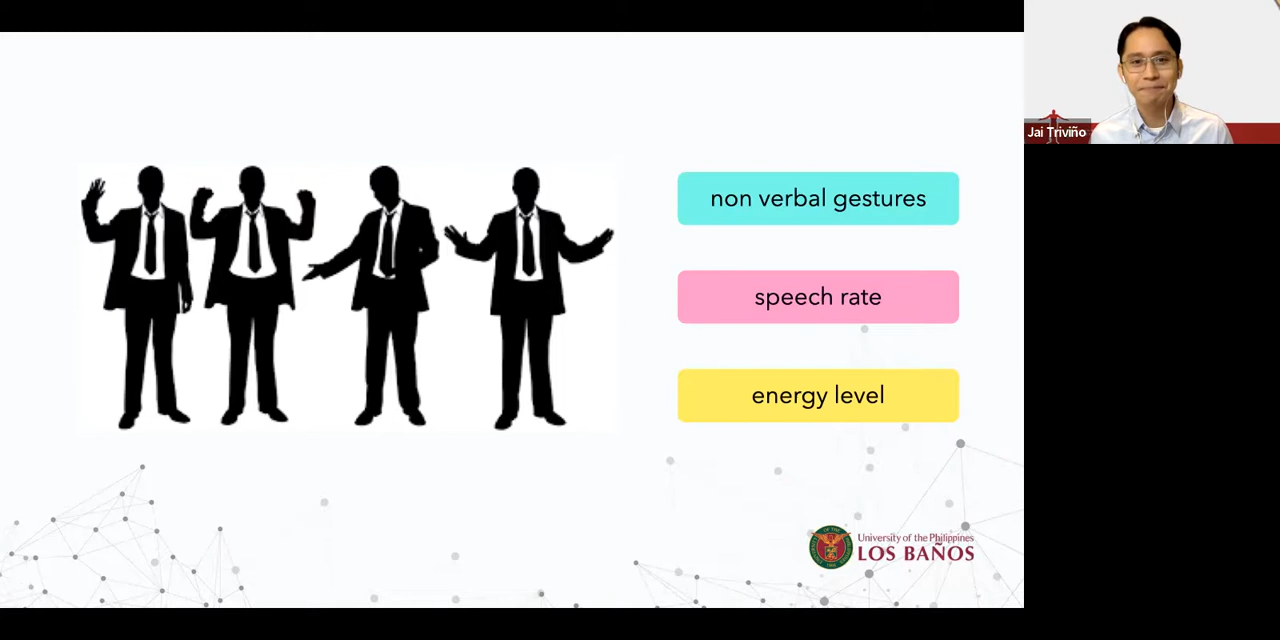 non verbal gestures
speech rate
energy level
University of the Philippines
LOS BAÑOS
Jai Triviño